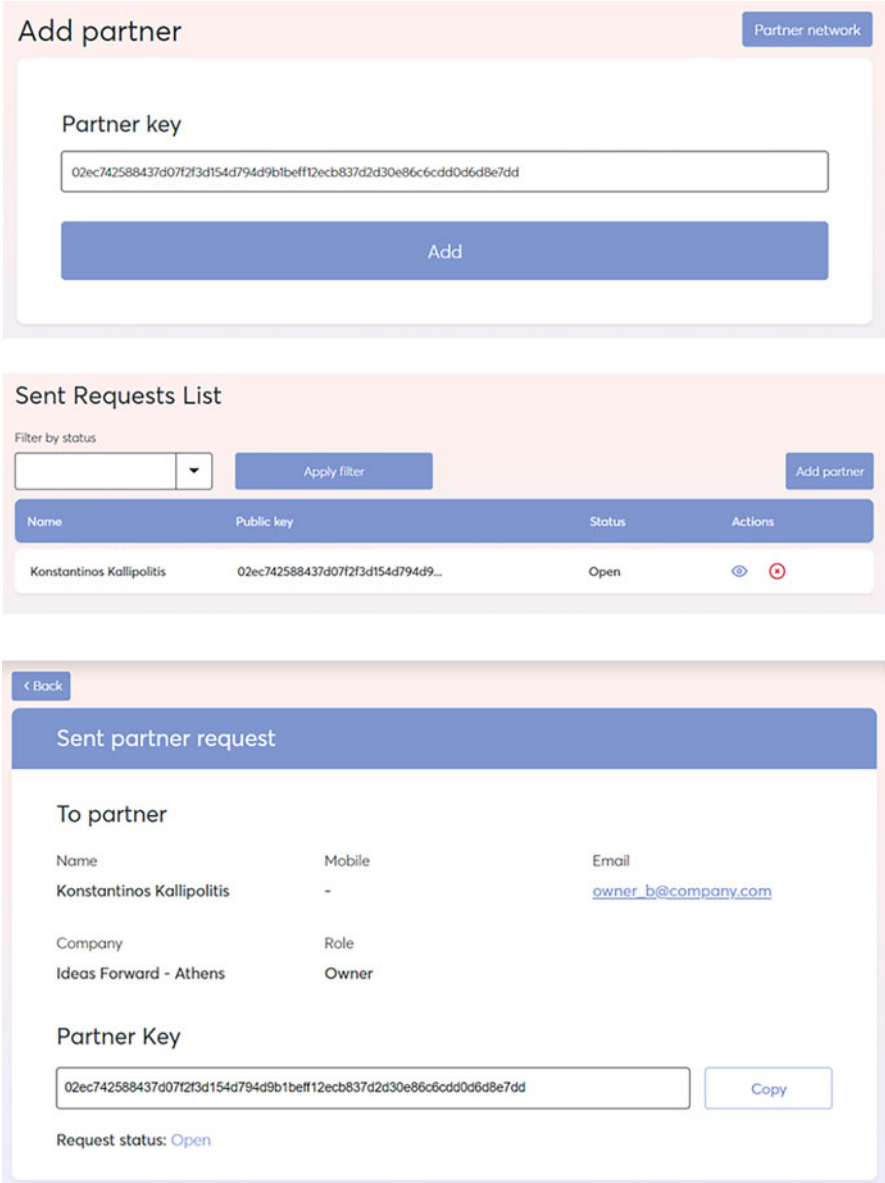 Add partner
Partner network
Partner key
02ec742588437d07f2f3d154d794d9b1beff12ecb837d2d30e86c6cdd0d6d8e7dd
Add
Sent Requests List
Filter by status
Apply filter
Add partner
Name Public key Status Actions
Konstantinos Kallipolitis 02ec742588437d07f2f3d154d794d9... Open
< Back
Sent partner request
To partner
Name Mobile Email
Konstantinos Kallipolitis - owner_b@company.com
Company Role
Ideas Forward - Athens Owner
Partner Key
02ec742588437d07f2f3d154d794d9b1beff12ecb837d2d30e86c6cdd0d6d8e7dd
Copy
Request status: Open